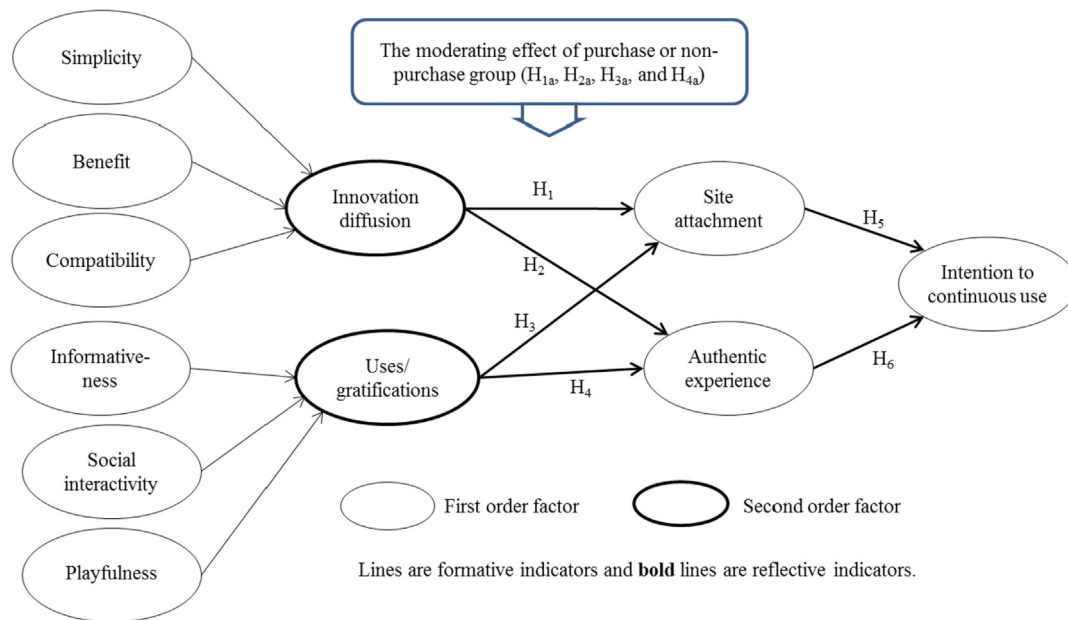 Simplicity
Benefit
Compatibility
Informative-
ness
Social
interactivity
Playfulness
The moderating effect of purchase or non-
purchase group (H1a, H2a, H3a, and H4a)
Innovation
diffusion
Uses/
gratifications
H1
H2
H3
H4
Site
attachment
Authentic
experience
H5
H6
Intention to
continuous use
First order factor
Second order factor
Lines are formative indicators and bold lines are reflective indicators.